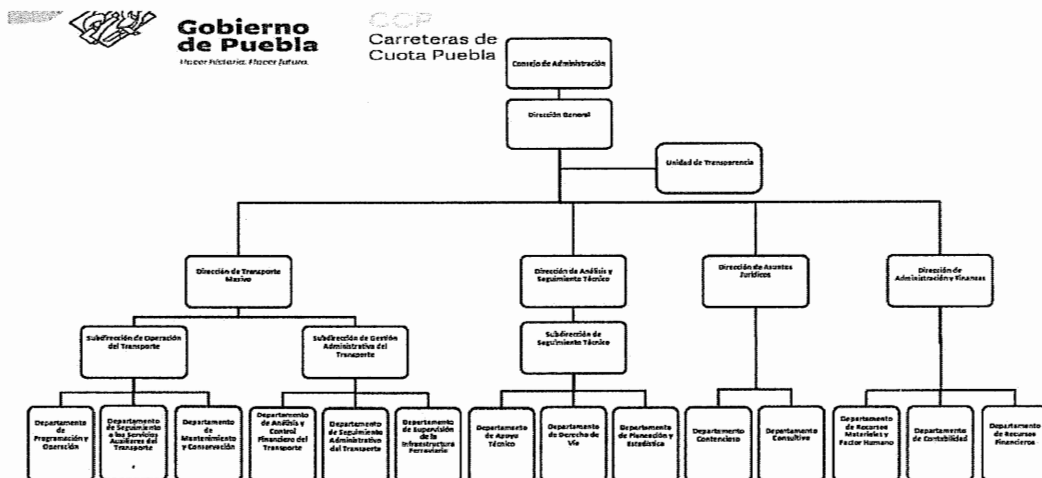 Gobierno
de Puebla
Hacer historia. Hacer futuro.
CCP
Carreteras de
Cuota Puebla
Consejo de Administración
Dirección General
Unidad de Transparencia
Dirección de Transporte
Masivo
Dirección de Análisis y
Seguimiento Técnico
Dirección de Asuntos
Jurídicos
Dirección de
Administración y Finanzas
Subdirección de Operación
del Transporte
Subdirección de Gestión
Administrativa del
Transporte
Subdirección de
Seguimiento Técnico
Departamento
de
Programación y
Operación
Departamento
de Seguimiento
a los Servicios
Auxiliares del
Transporte
Departamento
de
Mantenimiento
y Conservación
Departamento
de Análisis y
Control
Financiero del
Transporte
Departamento
de Seguimiento
Administrativo
del Transporte
Departamento
de Supervisión
de la
Infraestructura
Ferroviaria
Departamento
de Apoyo
Técnico
Departamento
de Derecho de
Vía
Departamento
de Planeación y
Estadística
Departamento
Contencioso
Departamento
Consultivo
Departamento
de Recursos
Materiales y
Factor Humano
Departamento
de Contabilidad
Departamento
de Recursos
Financieros